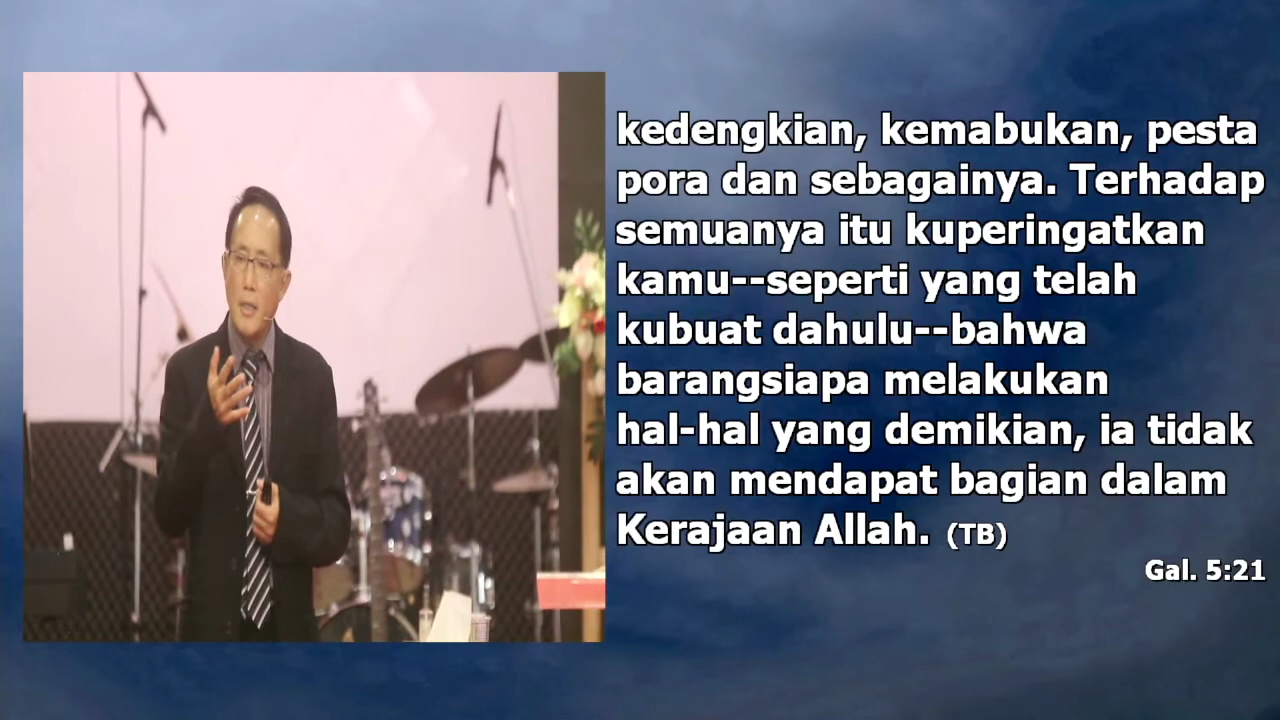 kedengkian, kemabukan, pesta
pora dan sebagainya. Terhadap
semuanya itu kuperingatkan
kamu--seperti yang telah
kubuat dahulu--bahwa
barangsiapa melakukan
hal-hal yang demikian, ia tidak
akan mendapat bagian dalam
Kerajaan Allah. (TB)
Gal. 5:21